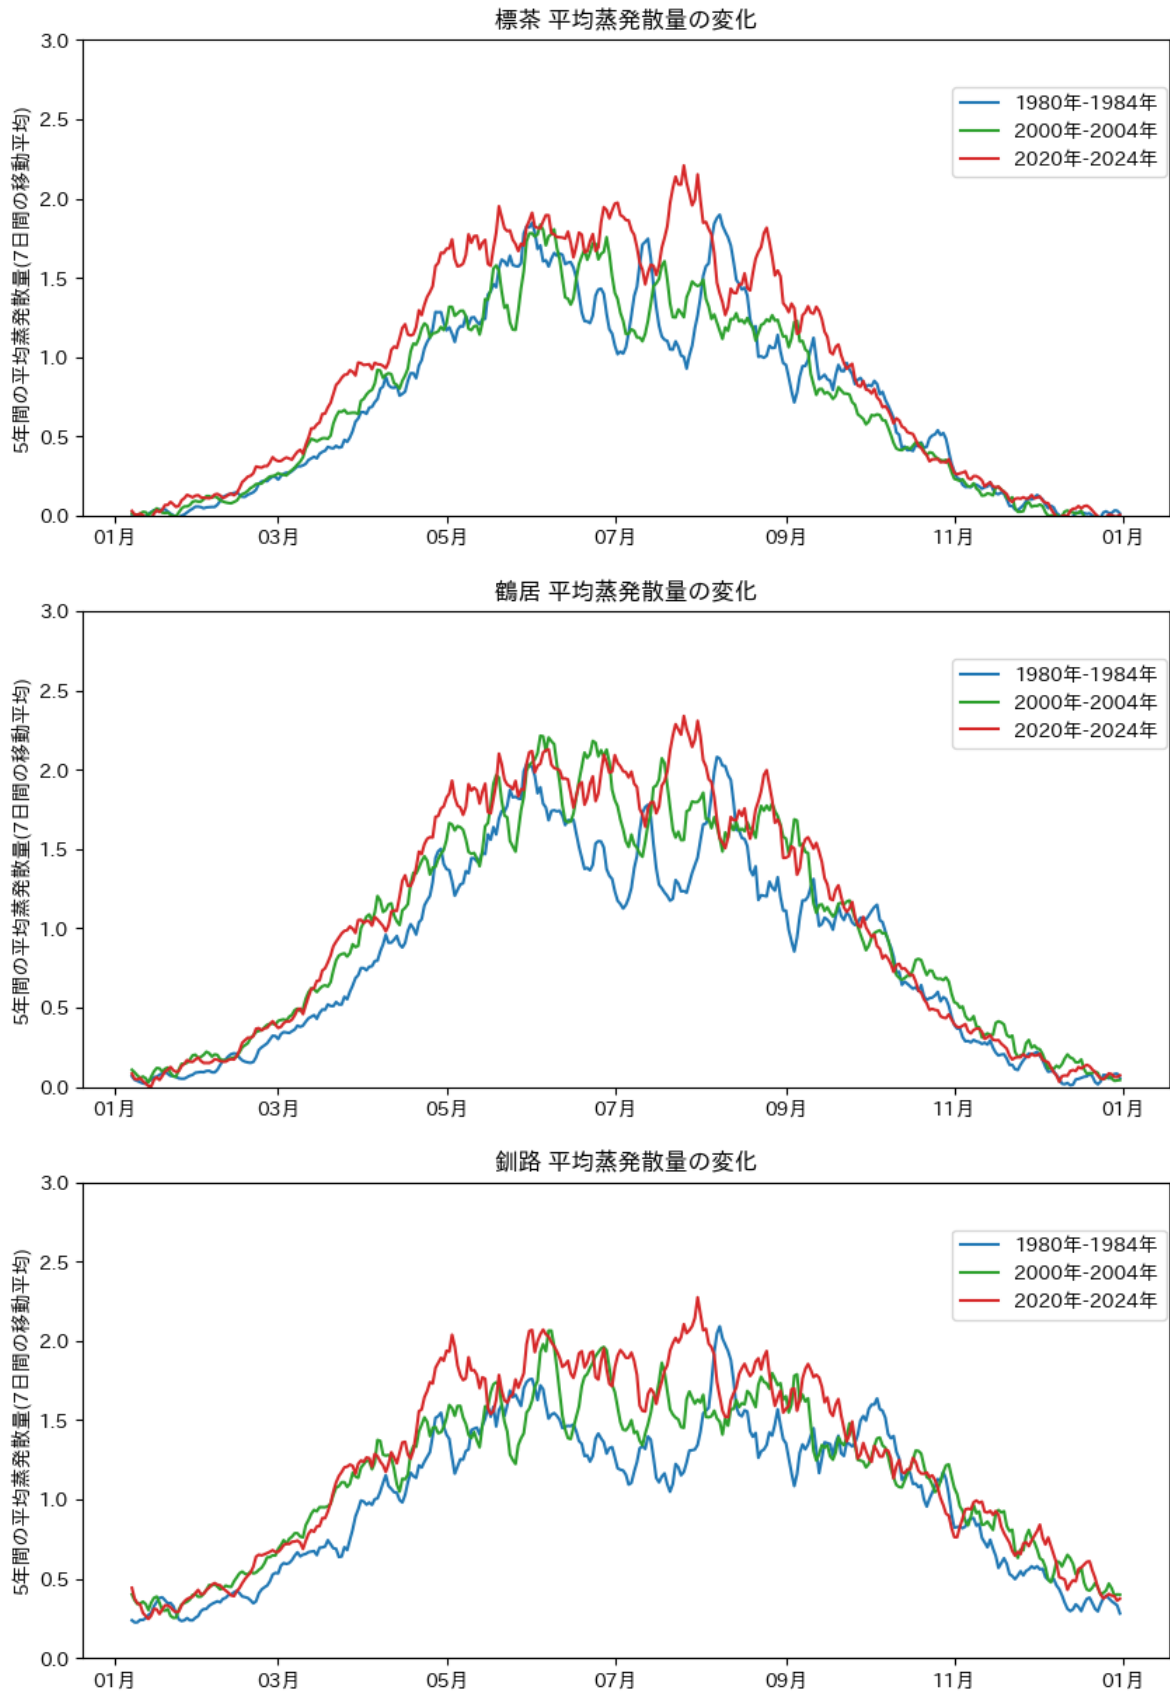 標茶 平均蒸発散量の変化
5年間の平均蒸発散量(7日間の移動平均)
3.0
2.5
2.0
1.5
1.0
0.5
0.0
1980年-1984年
2000年-2004年
2020年-2024年
01月 03月 05月 07月 09月 11月 01月
鶴居 平均蒸発散量の変化
5年間の平均蒸発散量(7日間の移動平均)
3.0
2.5
2.0
1.5
1.0
0.5
0.0
1980年-1984年
2000年-2004年
2020年-2024年
01月 03月 05月 07月 09月 11月 01月
釧路 平均蒸発散量の変化
5年間の平均蒸発散量(7日間の移動平均)
3.0
2.5
2.0
1.5
1.0
0.5
0.0
1980年-1984年
2000年-2004年
2020年-2024年
01月 03月 05月 07月 09月 11月 01月